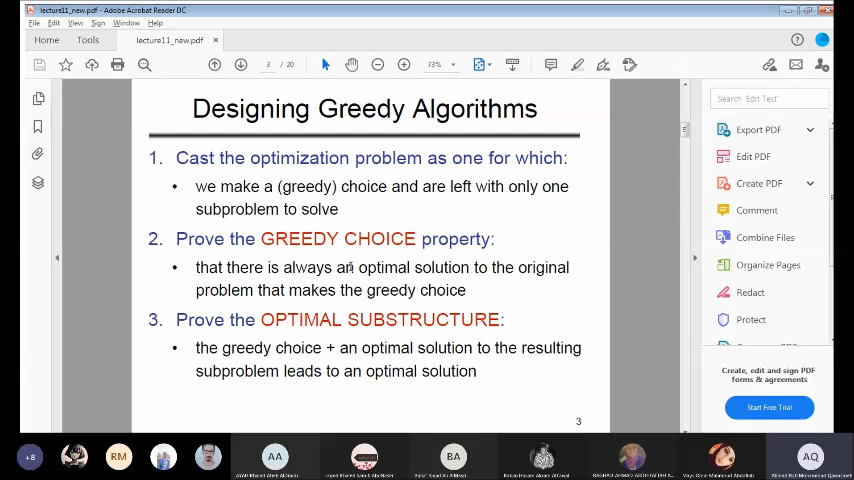 lecture11_new.pdf - Adobe Acrobat Reader DC
File Edit View Sign Window Help
Home Tools lecture11_new.pdf ×
3 / 20 73%
Designing Greedy Algorithms
1. Cast the optimization problem as one for which:
• we make a (greedy) choice and are left with only one
subproblem to solve
2. Prove the GREEDY CHOICE property:
• that there is always an optimal solution to the original
problem that makes the greedy choice
3. Prove the OPTIMAL SUBSTRUCTURE:
• the greedy choice + an optimal solution to the resulting
subproblem leads to an optimal solution
3
Search 'Edit Text'
Export PDF
Edit PDF
Create PDF
Comment
Combine Files
Organize Pages
Redact
Protect
Create, edit and sign PDF
forms & agreements
Start Free Trial
+8 RM AA BA AQ